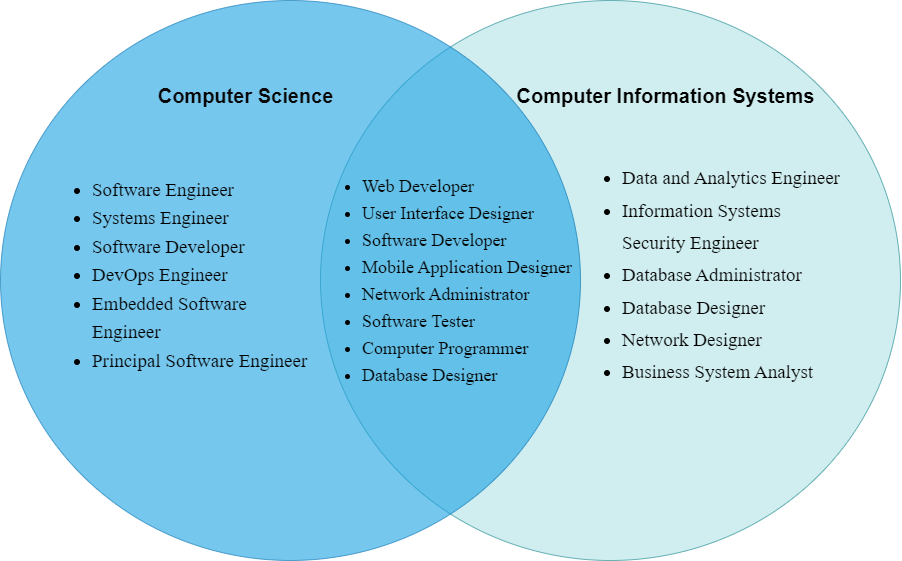 Computer Science
• Software Engineer
• Systems Engineer
• Software Developer
• DevOps Engineer
• Embedded Software
Engineer
• Principal Software Engineer
• Web Developer
• User Interface Designer
• Software Developer
• Mobile Application Designer
• Network Administrator
• Software Tester
• Computer Programmer
• Database Designer
Computer Information Systems
• Data and Analytics Engineer
• Information Systems
Security Engineer
• Database Administrator
• Database Designer
• Network Designer
• Business System Analyst